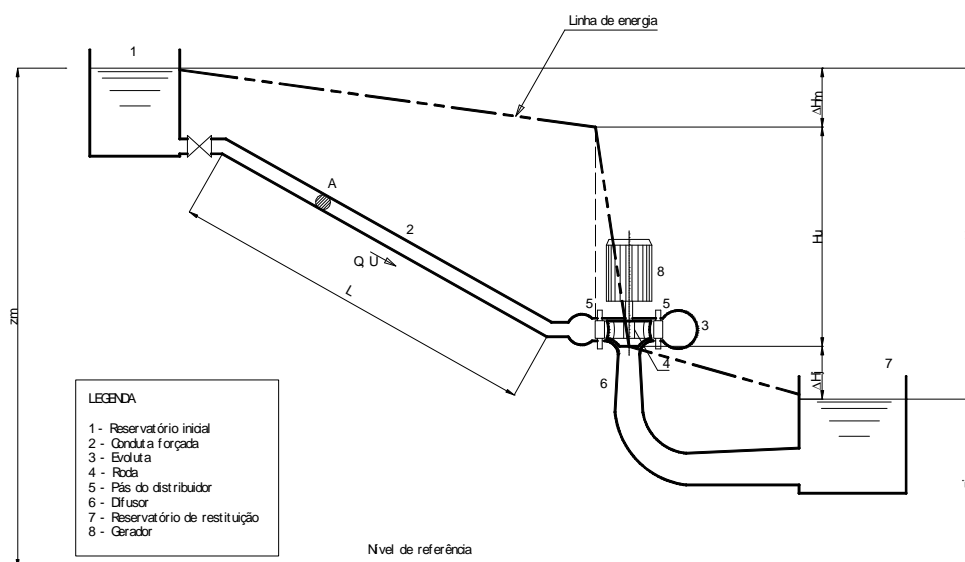 Linha de energia
1
ΔHm
A
2
Q U
Hu
L
8
5
5
3
zm
4
7
6
ΔHj
LEGENDA
1 - Reservatório inicial
2 - Conduta forçada
3 - Evoluta
4 - Roda
5 - Pás do distribuidor
6 - Difusor
7 - Reservatório de restituição
8 - Gerador
Nível de referência